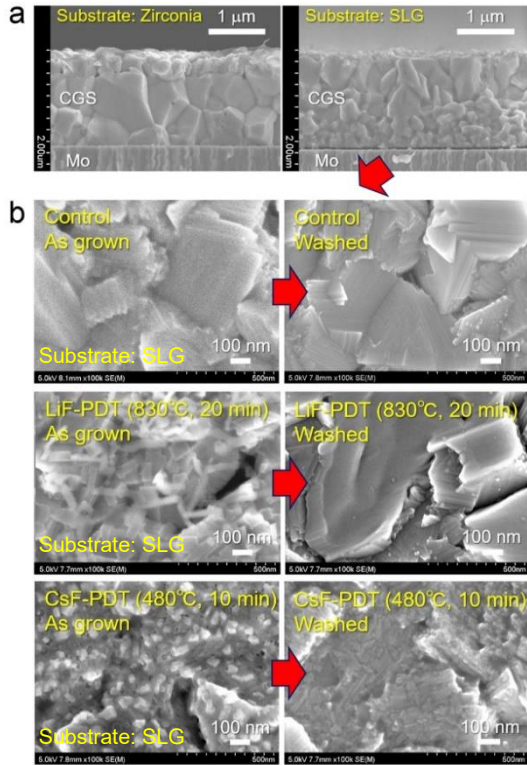 a
Substrate: Zirconia
1 μm
CGS
2.00um
Mo
Substrate: SLG
1 μm
CGS
2.00um
Mo
b
Control
As grown
Substrate: SLG
100 nm
5.0kV 8.1mm x100k SE(M)
500nm
Control
Washed
100 nm
5.0kV 7.8mm x100k SE(M)
500nm
LiF-PDT (830°C, 20 min)
As grown
Substrate: SLG
100 nm
5.0kV 7.7mm x100k SE(M)
500nm
LiF-PDT (830°C, 20 min)
Washed
100 nm
5.0kV 7.7mm x100k SE(M)
500nm
CsF-PDT (480°C, 10 min)
As grown
Substrate: SLG
100 nm
5.0kV 7.8mm x100k SE(M)
500nm
CsF-PDT (480°C, 10 min)
Washed
100 nm
5.0kV 7.7mm x100k SE(M)
500nm